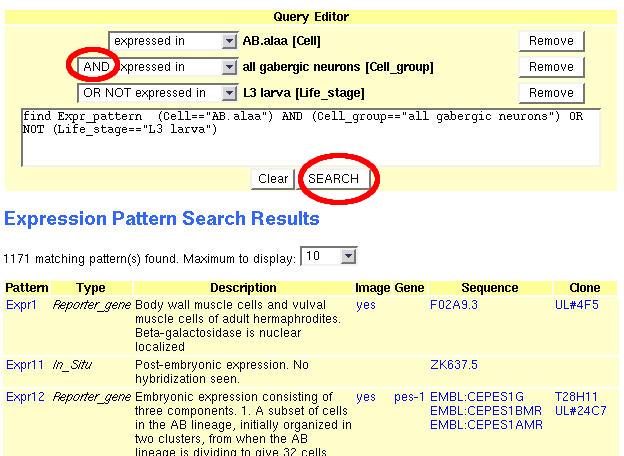 Query Editor
expressed in AB.alaa [Cell] Remove
AND expressed in all gabergic neurons [Cell_group] Remove
OR NOT expressed in L3 larva [Life_stage] Remove
find Expr_pattern (Cell=="AB.alaa") AND (Cell_group=="all gabergic neurons") OR
NOT (Life_stage=="L3 larva")
Clear SEARCH
Expression Pattern Search Results
1171 matching pattern(s) found. Maximum to display: 10
Pattern Type Description Image Gene Sequence Clone
Expr1 Reporter_gene Body wall muscle cells and vulval yes F02A9.3 UL#4F5
muscle cells of adult hermaphrodites.
Beta-galactosidase is nuclear
localized
Expr11 In_Situ Post-embryonic expression. No ZK637.5
hybridization seen.
Expr12 Reporter_gene Embryonic expression consisting of yes pes-1 EMBL:CEPES1G T28H11
three components. 1. A subset of cells EMBL:CEPES1BMR UL#24C7
in the AB lineage, initially organized in EMBL:CEPES1AMR
two clusters, from when the AB
lineage is dividing to give 32 cells